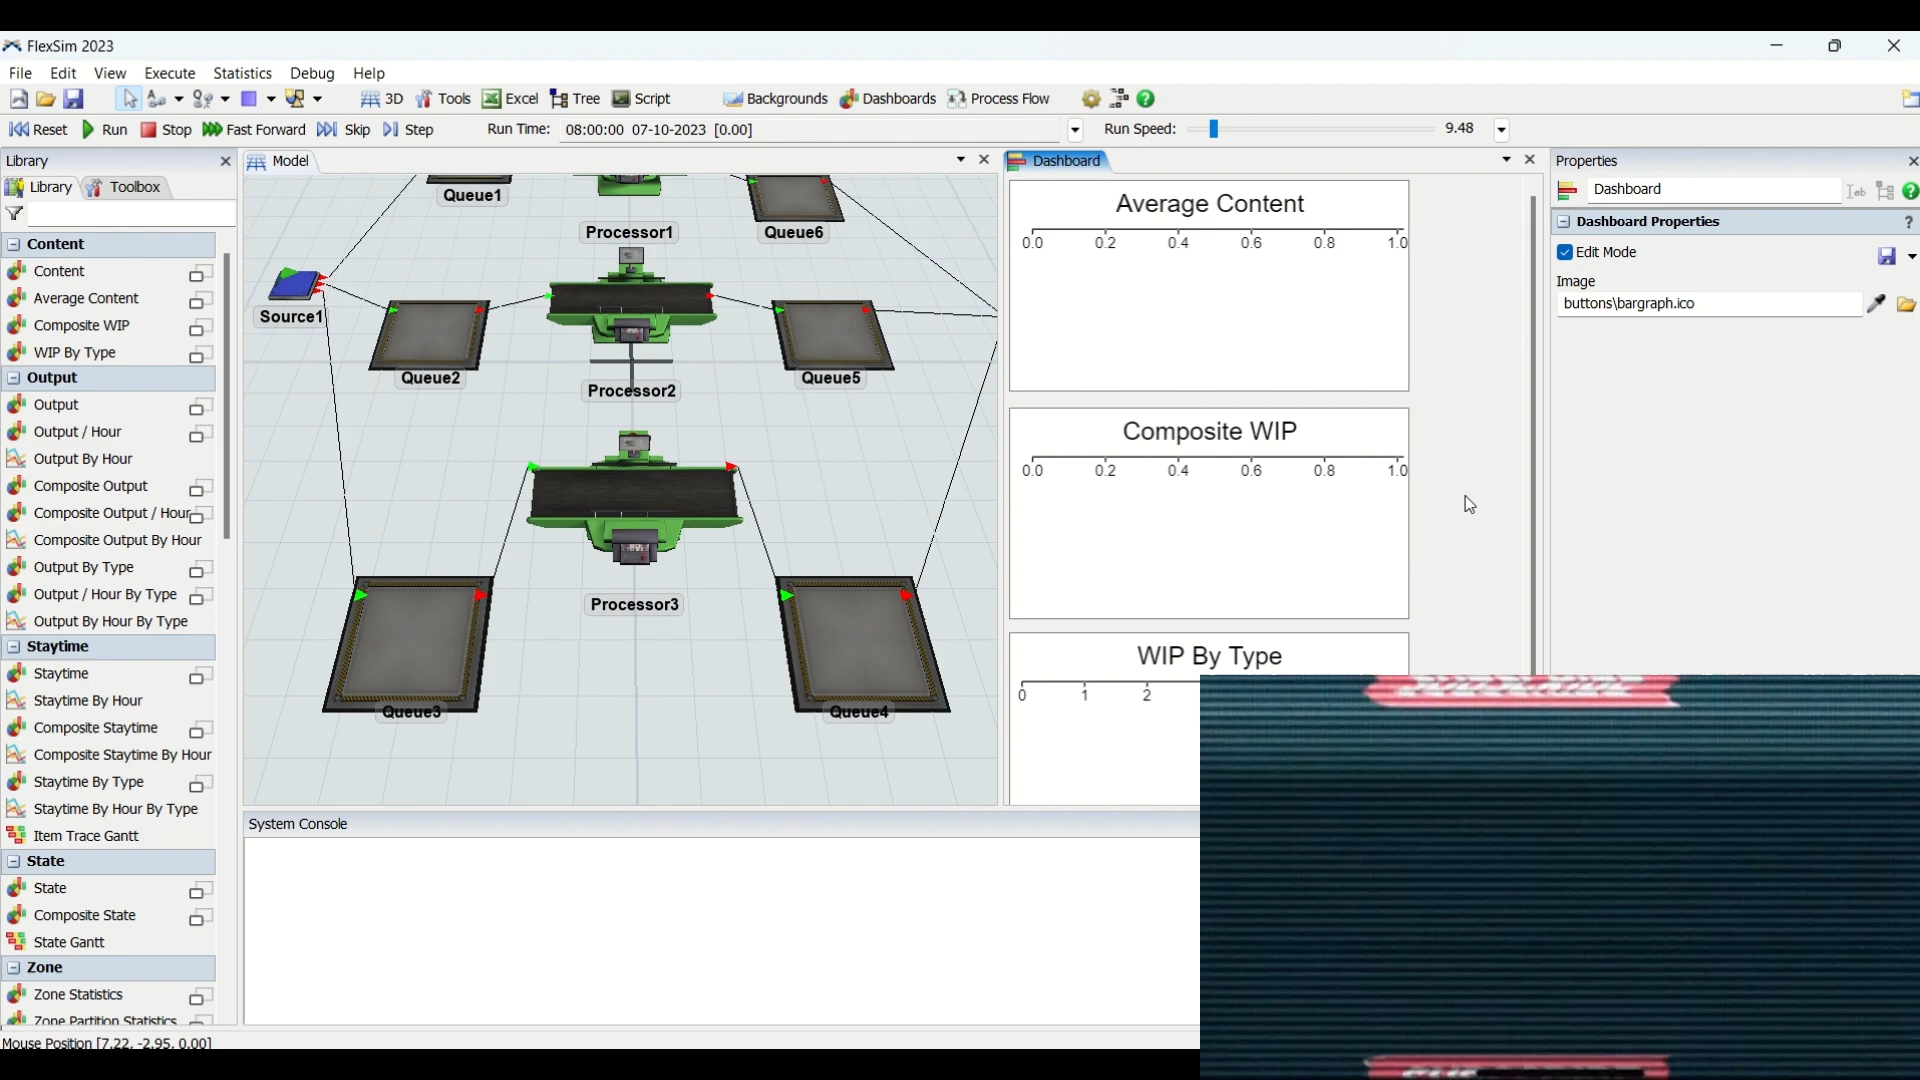 FlexSim 2023
File Edit View Execute Statistics Debug Help
3D Tools Excel Tree Script Backgrounds Dashboards Process Flow
Reset Run Stop Fast Forward Skip Step Run Time: 08:00:00 07-10-2023 [0.00] Run Speed: 9.48
Library
Library Toolbox
Content
Content
Average Content
Composite WIP
WIP By Type
Output
Output
Output / Hour
Output By Hour
Composite Output
Composite Output / Hour
Composite Output By Hour
Output By Type
Output / Hour By Type
Output By Hour By Type
Staytime
Staytime
Staytime By Hour
Composite Staytime
Composite Staytime By Hour
Staytime By Type
Staytime By Hour By Type
Item Trace Gantt
State
State
Composite State
State Gantt
Zone
Zone Statistics
Zone Partition Statistics
Mouse Position [7.22, -2.95, 0.00]
Model
Queue1
Processor1
Queue6
Source1
Queue2
Processor2
Queue5
Processor3
Queue3
Queue4
System Console
Dashboard
Average Content
0.0 0.2 0.4 0.6 0.8 1.0
Composite WIP
0.0 0.2 0.4 0.6 0.8 1.0
WIP By Type
0 1 2
Properties
Dashboard
Dashboard Properties ?
Edit Mode
Image
buttons\bargraph.ico